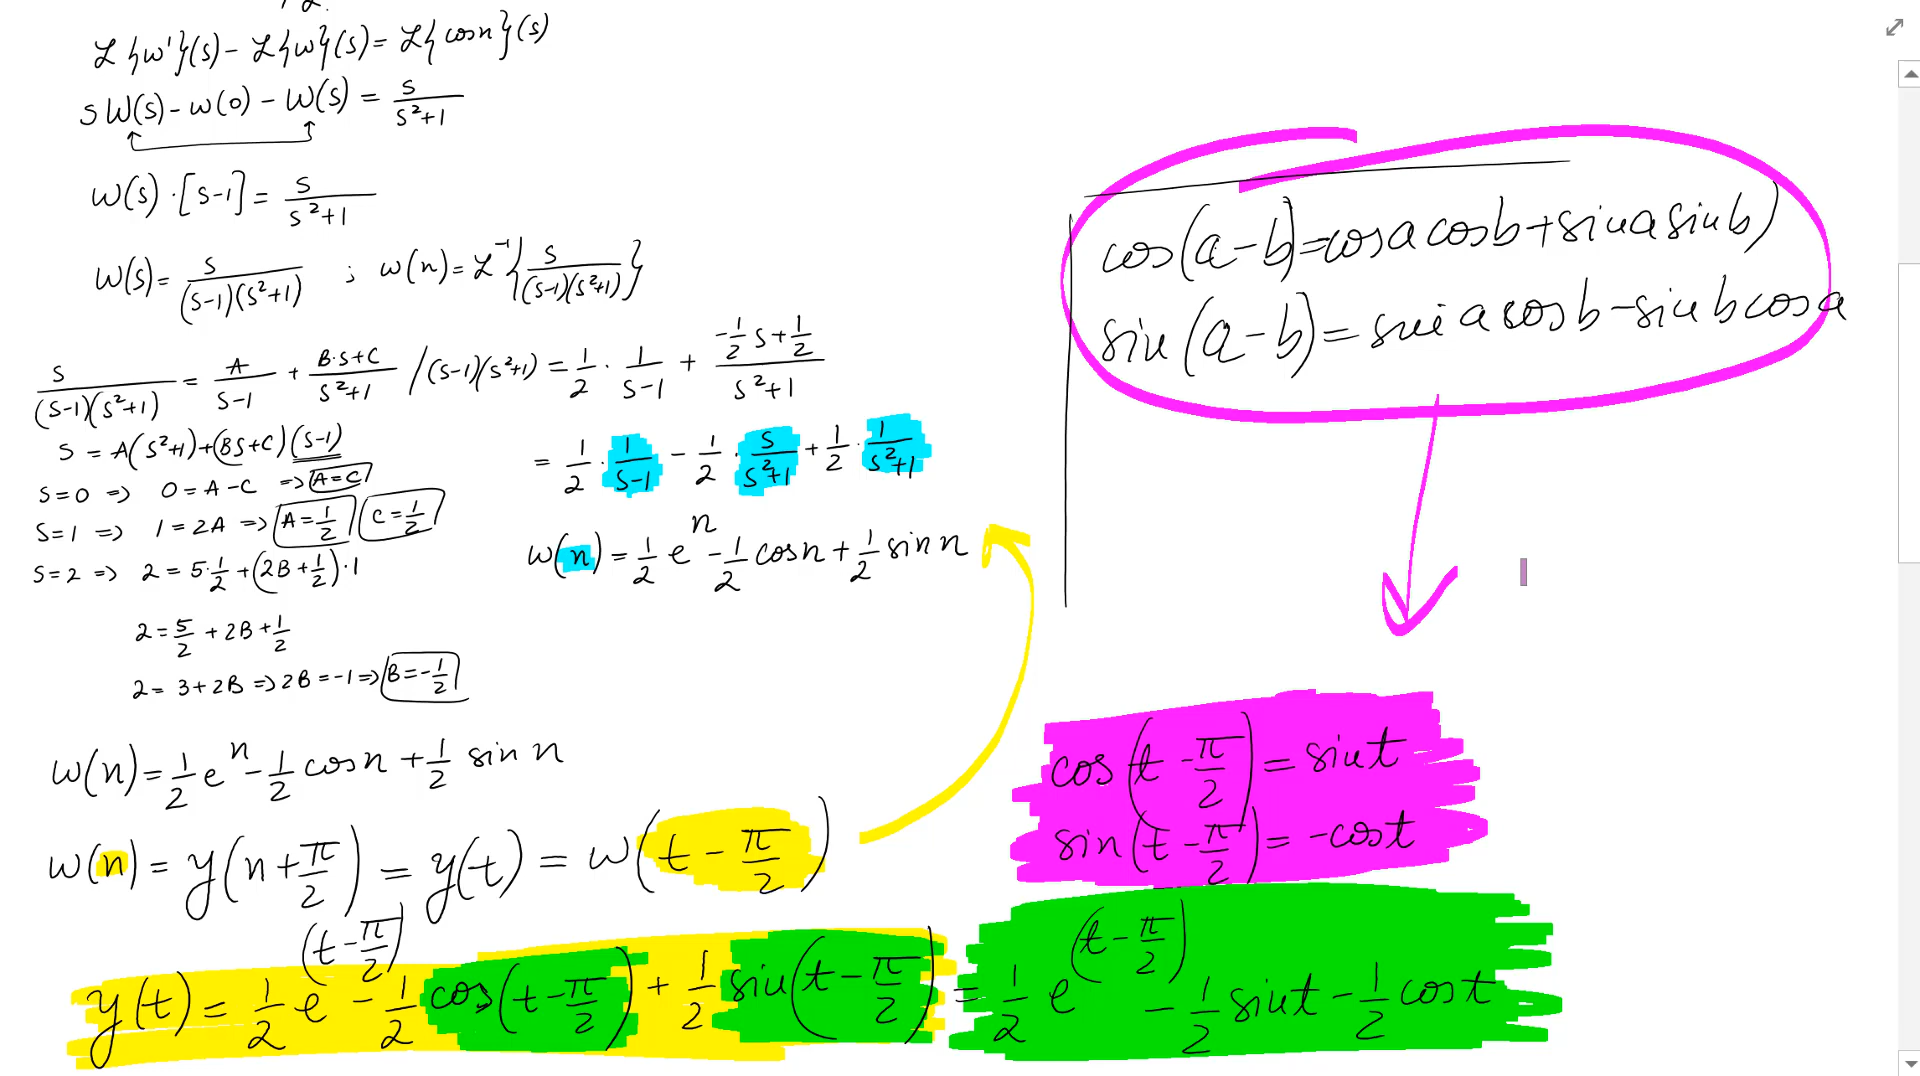 ℒ{w'}(s) - ℒ{w}(s) = ℒ{cos n}(s)
sW(s) - w(0) - W(s) = s/(s²+1)
W(s)·[s-1] = s/(s²+1)
W(s) = s/((s-1)(s²+1)) ; w(n) = ℒ⁻¹{s/((s-1)(s²+1))}
s/((s-1)(s²+1)) = A/(s-1) + (B·s+C)/(s²+1) /(s-1)(s²+1) = 1/2 · 1/(s-1) + (-1/2 s + 1/2)/(s²+1)
s = A(s²+1)+(Bs+C)(s-1)
s=0 => 0=A-C => A=C
s=1 => 1=2A => A=1/2 C=1/2
s=2 => 2=5·1/2+(2B+1/2)·1
2=5/2+2B+1/2
2=3+2B=>2B=-1=>B=-1/2
= 1/2 · 1/(s-1) - 1/2 · s/(s²+1) + 1/2 · 1/(s²+1)
w(n) = 1/2 eⁿ - 1/2 cos n + 1/2 sin n
w(n) = 1/2 eⁿ - 1/2 cos n + 1/2 sin n
w(n) = y(n+π/2) = y(t) = w(t-π/2)
y(t) = 1/2 e^(t-π/2) - 1/2 cos(t-π/2) + 1/2 sin(t-π/2) = 1/2 e^(t-π/2) - 1/2 sin t - 1/2 cos t
cos(a-b)=cos a cos b+sin a sin b)
sin(a-b)=sin a cos b-sin b cos a
cos(t-π/2)=sin t
sin(t-π/2)=-cos t